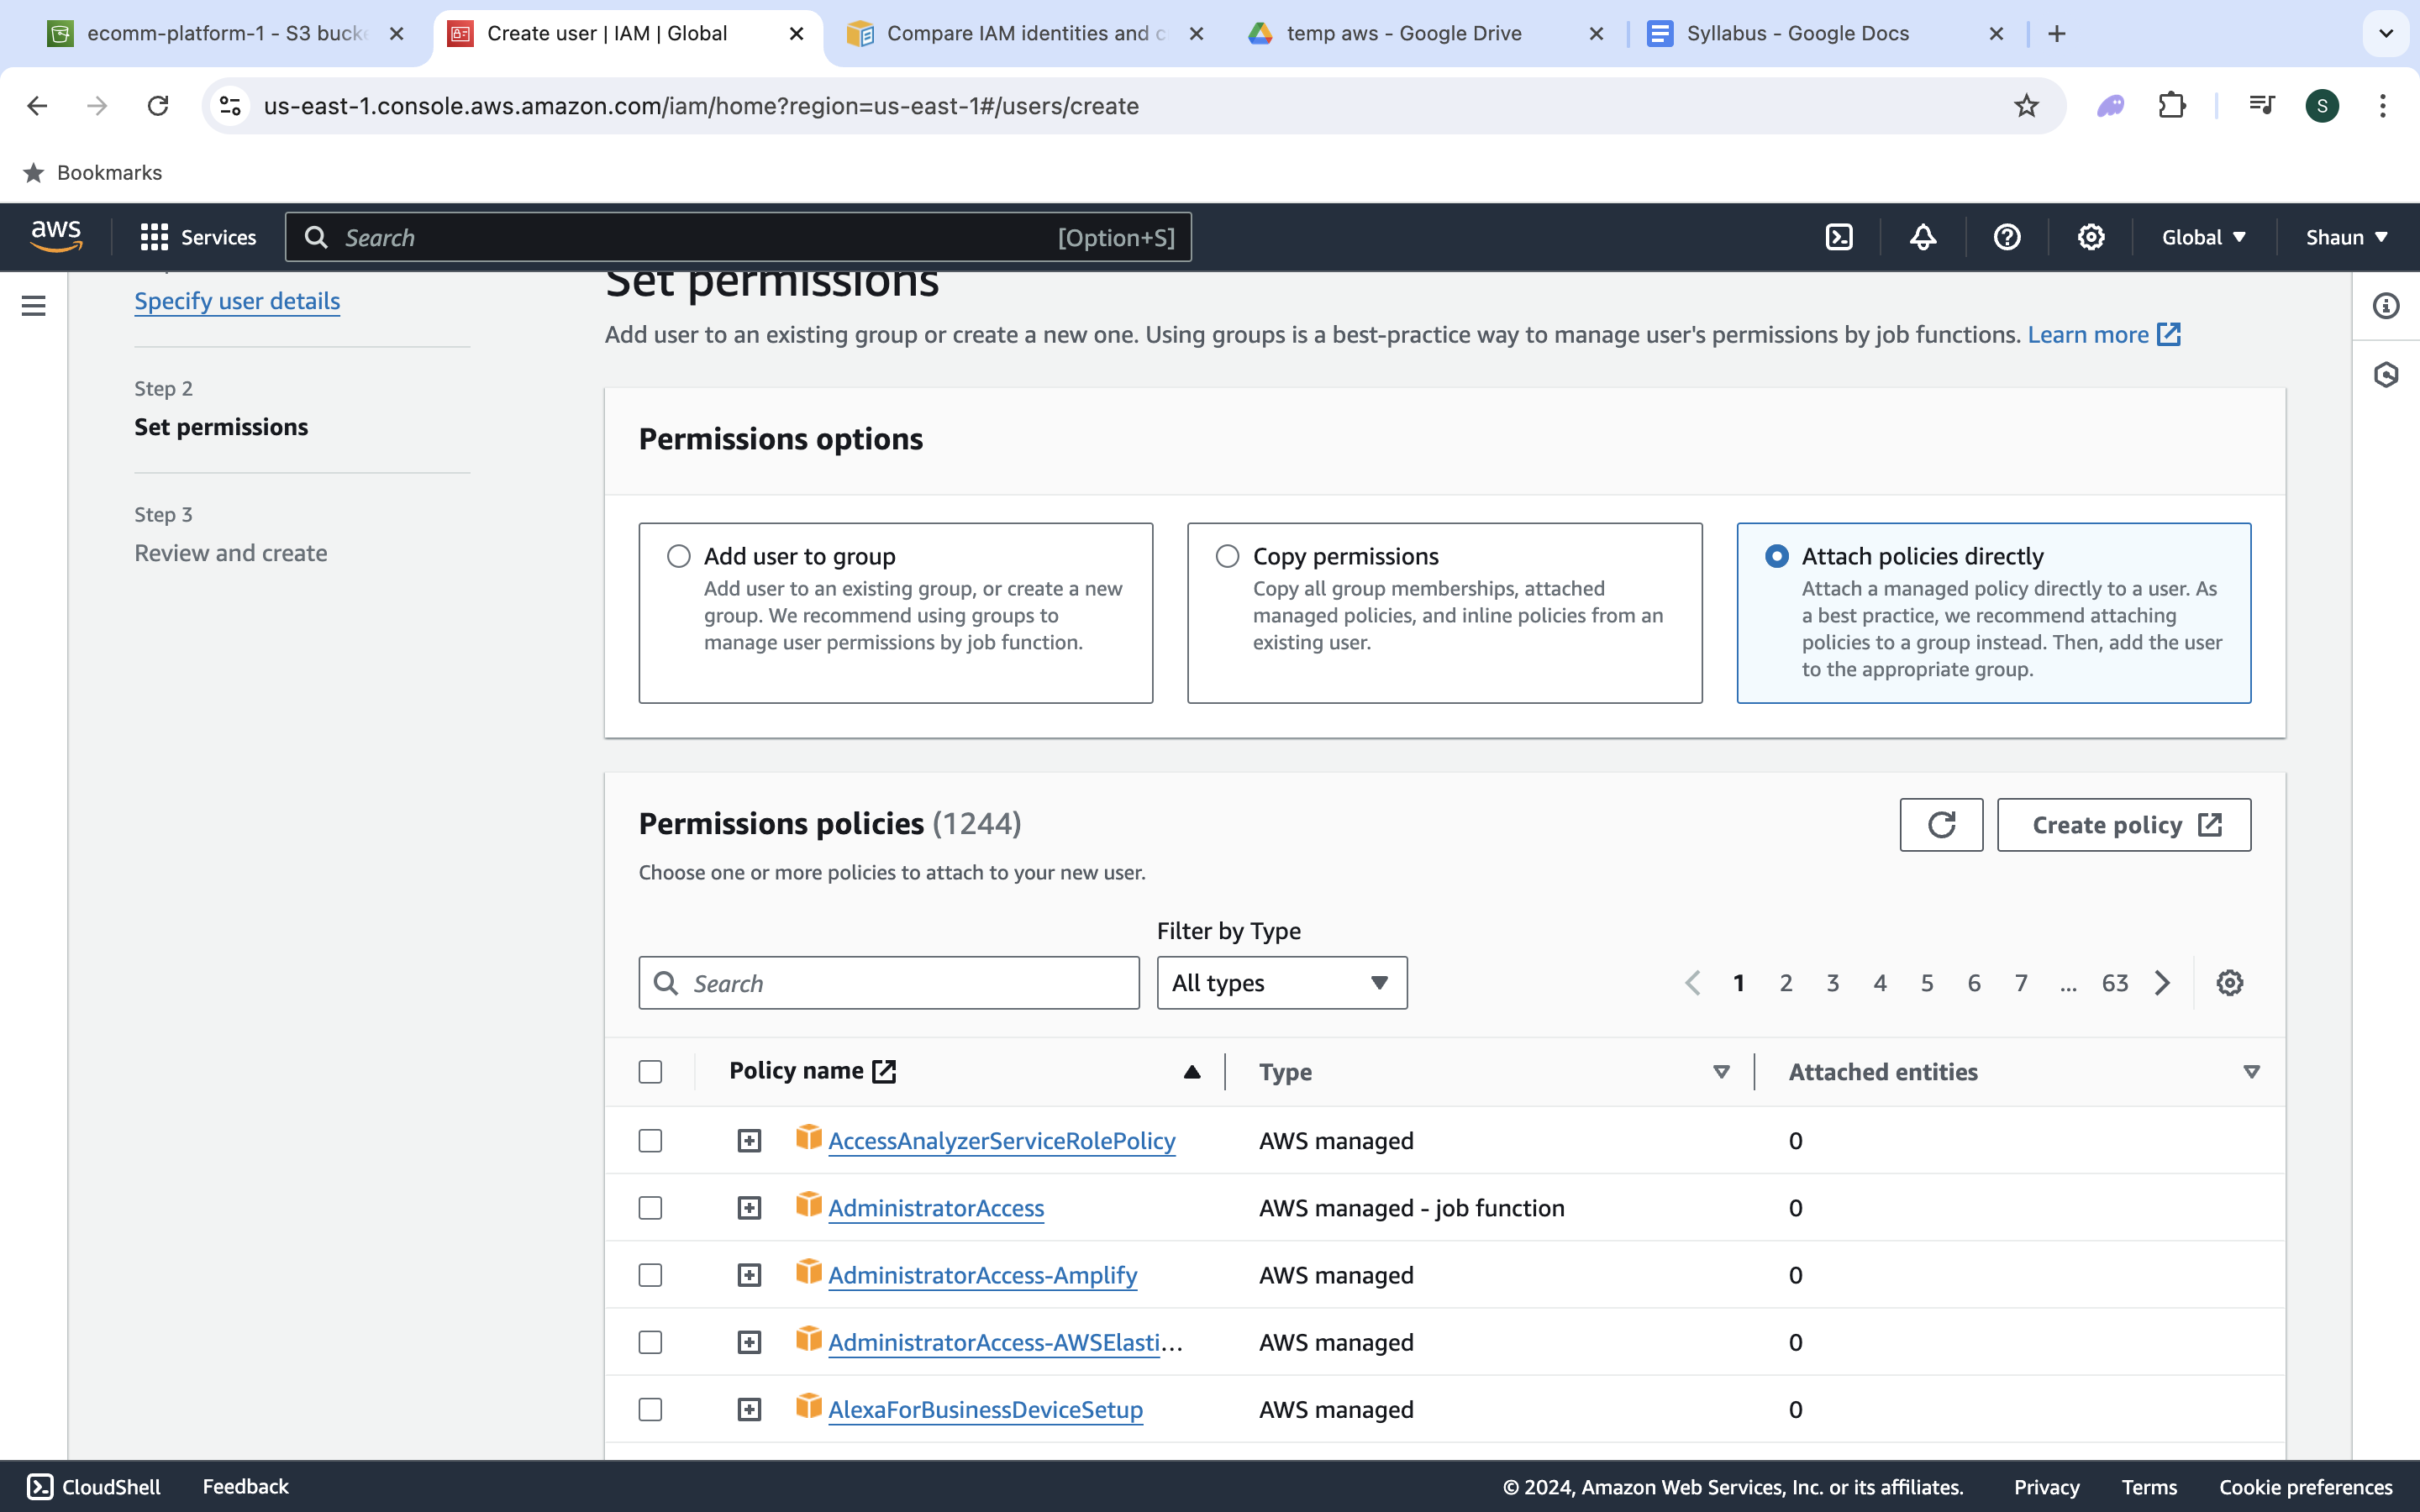 ecomm-platform-1 - S3 buck
Create user | IAM | Global
Compare IAM identities and c
temp aws - Google Drive
Syllabus - Google Docs
us-east-1.console.aws.amazon.com/iam/home?region=us-east-1#/users/create
S
Bookmarks
aws
Services
Search
[Option+S]
Global
Shaun
Specify user details
Step 2
Set permissions
Step 3
Review and create
Set permissions
Add user to an existing group or create a new one. Using groups is a best-practice way to manage user's permissions by job functions. Learn more
Permissions options
Add user to group
Add user to an existing group, or create a new
group. We recommend using groups to
manage user permissions by job function.
Copy permissions
Copy all group memberships, attached
managed policies, and inline policies from an
existing user.
Attach policies directly
Attach a managed policy directly to a user. As
a best practice, we recommend attaching
policies to a group instead. Then, add the user
to the appropriate group.
Permissions policies (1244)
Create policy
Choose one or more policies to attach to your new user.
Filter by Type
Search
All types
1 2 3 4 5 6 7 ... 63
Policy name Type Attached entities
AccessAnalyzerServiceRolePolicy AWS managed 0
AdministratorAccess AWS managed - job function 0
AdministratorAccess-Amplify AWS managed 0
AdministratorAccess-AWSElasti... AWS managed 0
AlexaForBusinessDeviceSetup AWS managed 0
CloudShell Feedback © 2024, Amazon Web Services, Inc. or its affiliates. Privacy Terms Cookie preferences